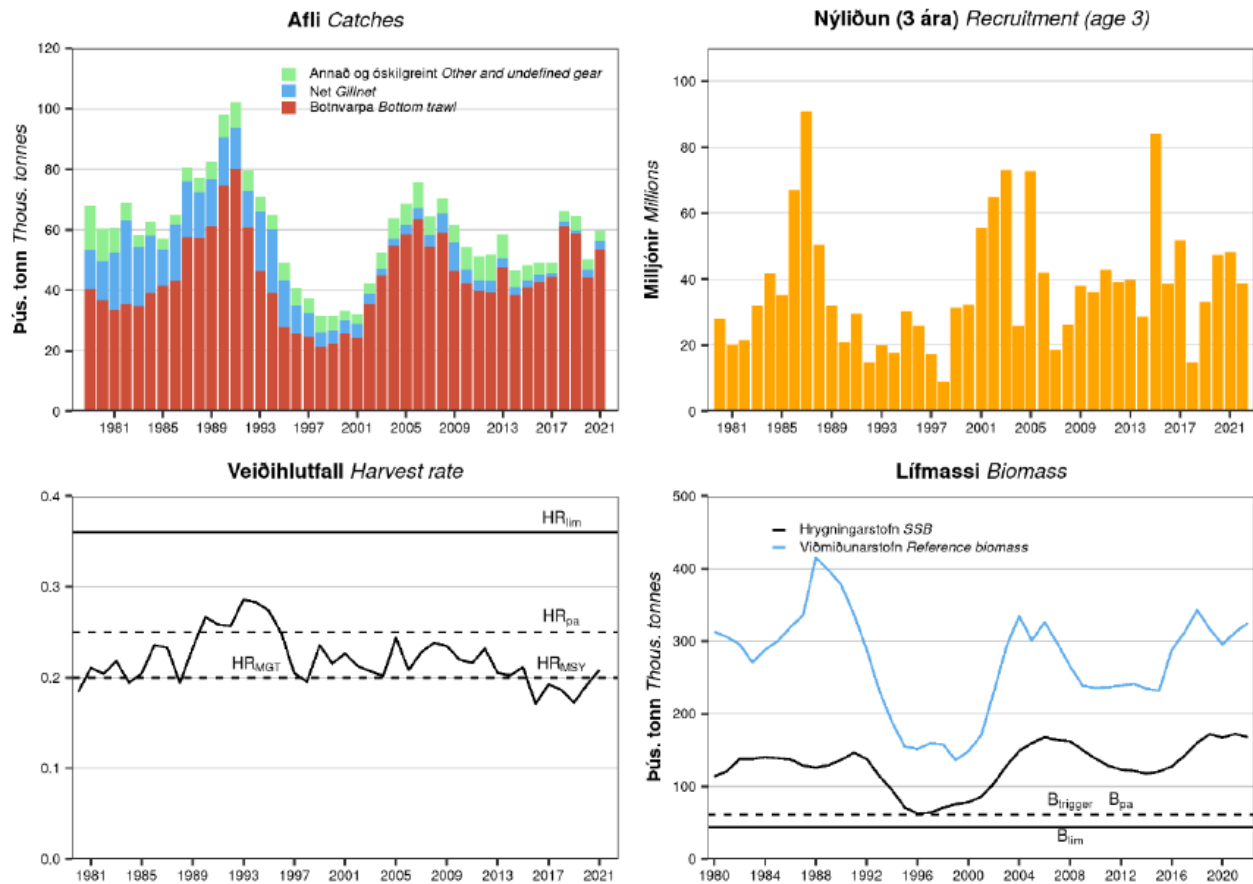 Afli Catches
Þús. tonn Thous. tonnes
120
100
80
60
40
20
0
Annað og óskilgreint Other and undefined gear
Net Gillnet
Botnvarpa Bottom trawl
1981 1985 1989 1993 1997 2001 2005 2009 2013 2017 2021
Nýliðun (3 ára) Recruitment (age 3)
Milljónir Millions
100
80
60
40
20
0
1981 1985 1989 1993 1997 2001 2005 2009 2013 2017 2021
Veiðihlutfall Harvest rate
0.4
0.3
0.2
0.1
0.0
HRlim
HRpa
HRMGT HRMSY
1981 1985 1989 1993 1997 2001 2005 2009 2013 2017 2021
Lífmassi Biomass
Þús. tonn Thous. tonnes
500
400
300
200
100
0
Hrygningarstofn SSB
Viðmiðunarstofn Reference biomass
Btrigger Bpa
Blim
1980 1984 1988 1992 1996 2000 2004 2008 2012 2016 2020